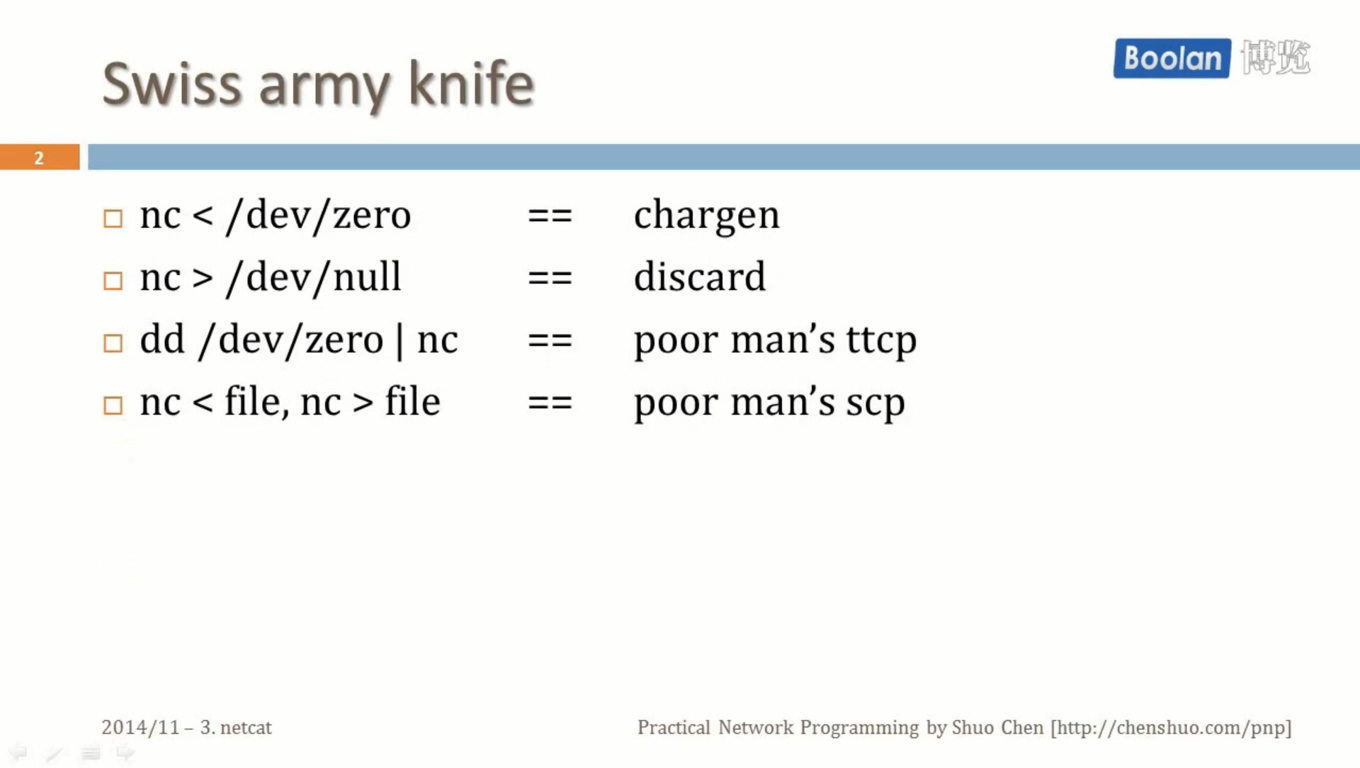 Swiss army knife
Boolan 博览
2
nc < /dev/zero == chargen
nc > /dev/null == discard
dd /dev/zero | nc == poor man’s ttcp
nc < file, nc > file == poor man’s scp
2014/11 – 3. netcat
Practical Network Programming by Shuo Chen [http://chenshuo.com/pnp]